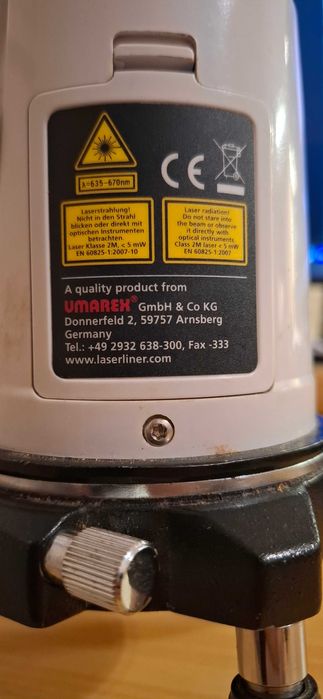 CE
λ=635-670nm
Laserstrahlung!
Nicht in den Strahl
blicken oder direkt mit
optischen Instrumenten
betrachten.
Laser Klasse 2M, < 5 mW
EN 60825-1:2007-10
Laser radiation!
Do not stare into
the beam or observe
it directly with
optical instruments.
Class 2M laser < 5 mW
EN 60825-1:2007
A quality product from
UMAREX® GmbH & Co KG
Donnerfeld 2, 59757 Arnsberg
Germany
Tel.: +49 2932 638-300, Fax -333
www.laserliner.com